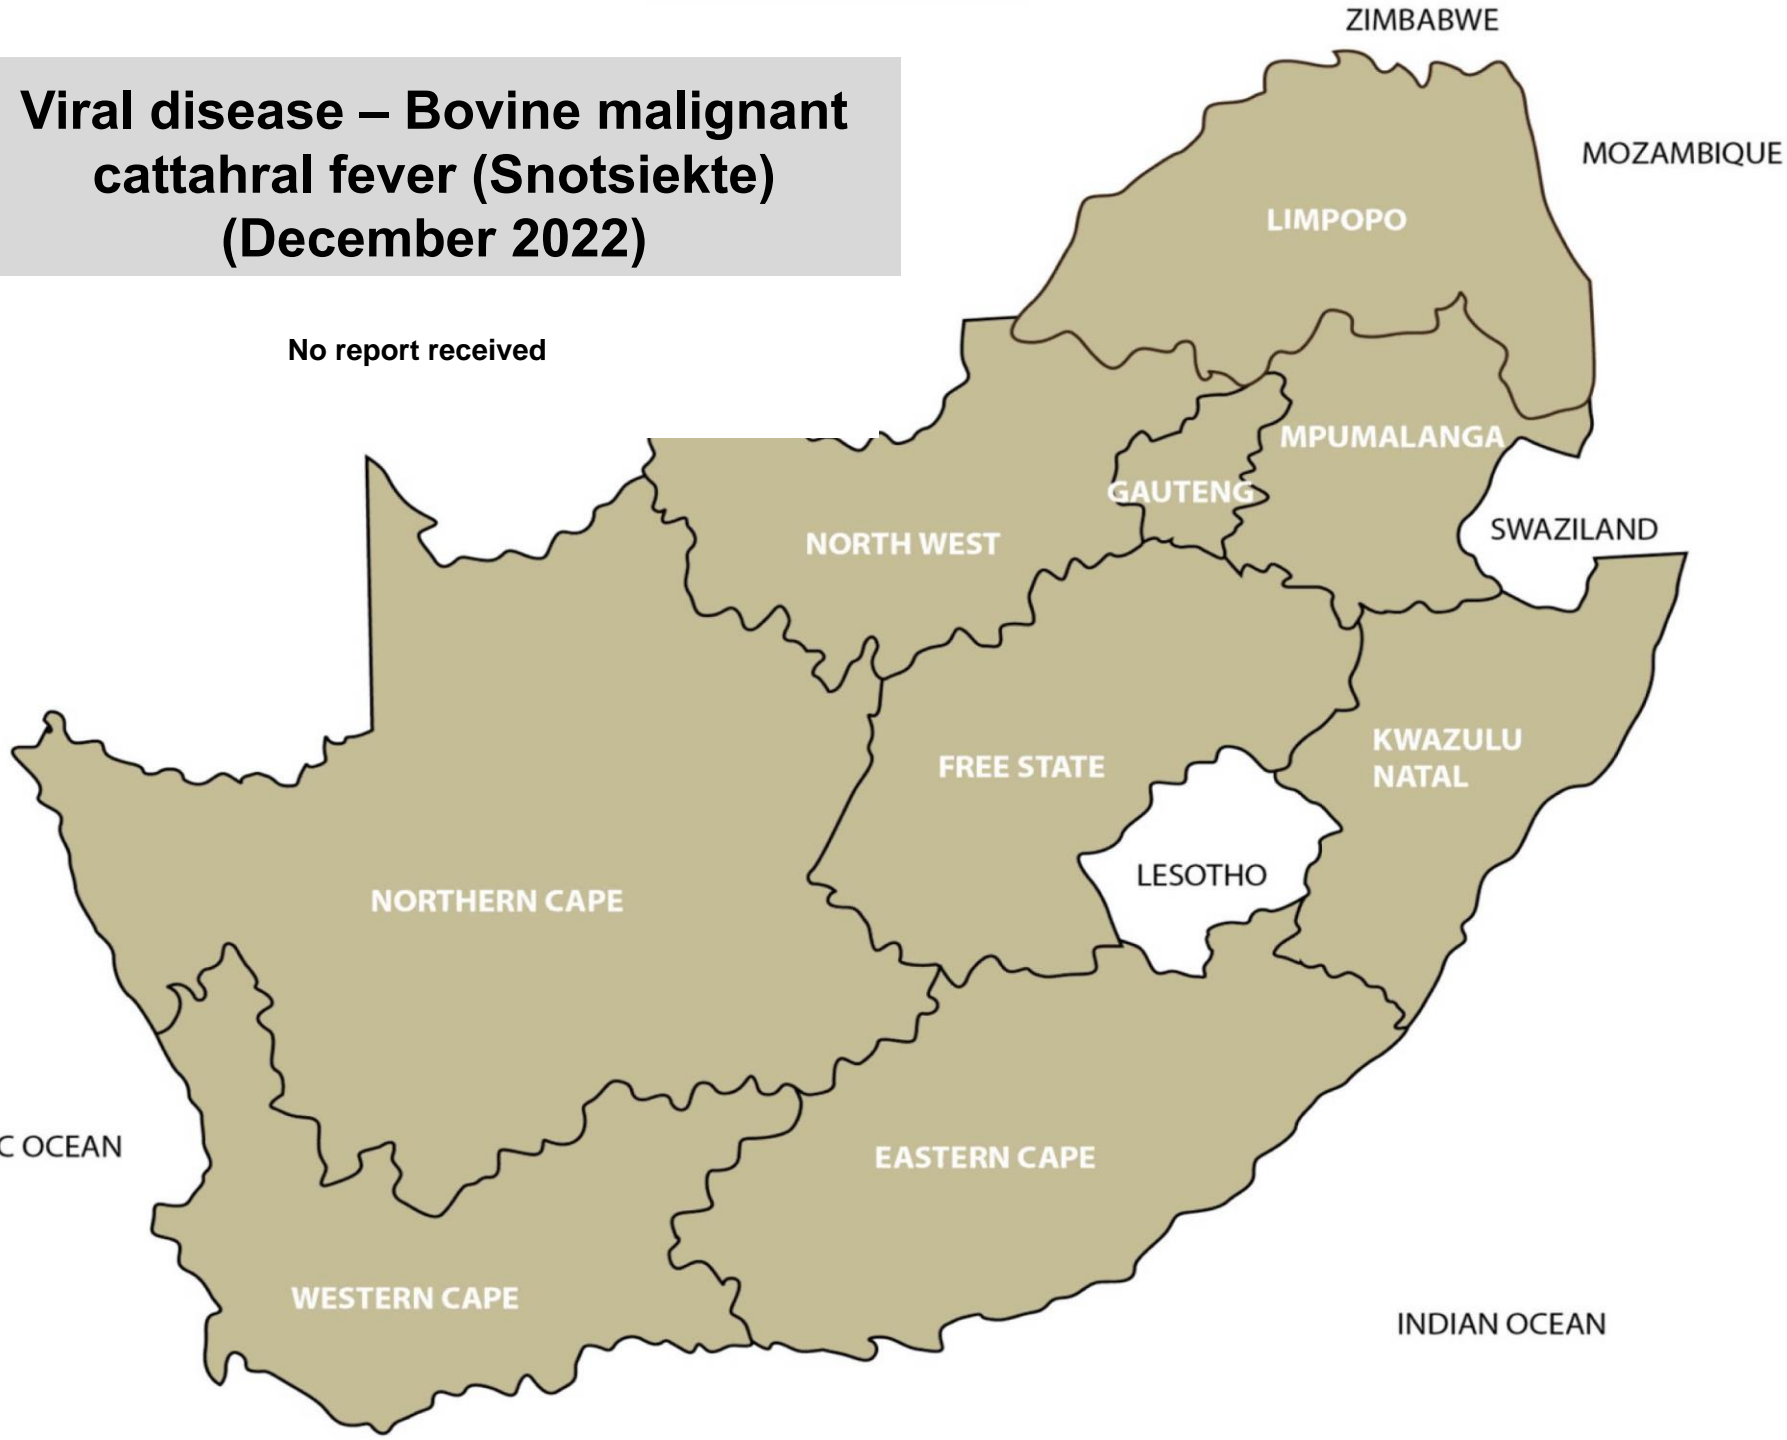 ZIMBABWE
Viral disease – Bovine malignant
cattahral fever (Snotsiekte)
(December 2022)
MOZAMBIQUE
LIMPOPO
No report received
MPUMALANGA
GAUTENG
SWAZILAND
NORTH WEST
KWAZULU
NATAL
FREE STATE
LESOTHO
NORTHERN CAPE
C OCEAN
EASTERN CAPE
WESTERN CAPE
INDIAN OCEAN